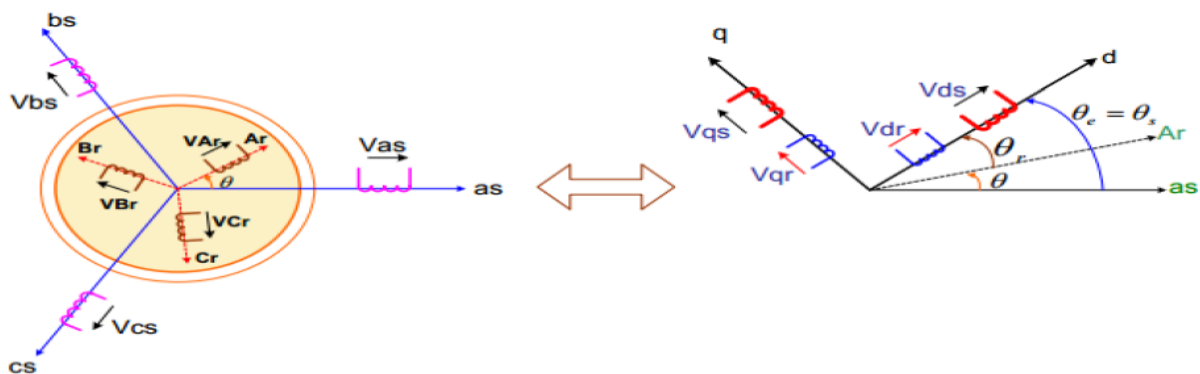 bs
Vbs
VAr
Ar
Br
θ
VBr
VCr
Cr
Vas
as
Vcs
cs
q
d
Vds
Vqs
Vdr
Vqr
θe = θs
θr
Ar
θ
as